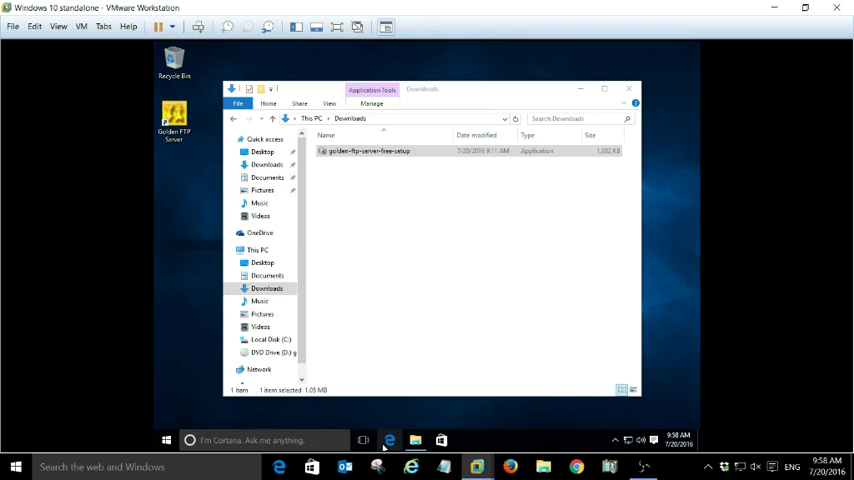 Windows 10 standalone - VMware Workstation
File Edit View VM Tabs Help
Recycle Bin
Golden FTP
Server
Application Tools Downloads
File Home Share View Manage
This PC Downloads Search Downloads
Name Date modified Type Size
golden-ftp-server-free-setup 7/20/2016 9:11 AM Application 1,082 KB
Quick access
Desktop
Downloads
Documents
Pictures
Music
Videos
OneDrive
This PC
Desktop
Documents
Downloads
Music
Pictures
Videos
Local Disk (C:)
DVD Drive (D:) g
Network
1 item 1 item selected 1.05 MB
I'm Cortana. Ask me anything.
9:58 AM
7/20/2016
Search the web and Windows
ENG
9:58 AM
7/20/2016